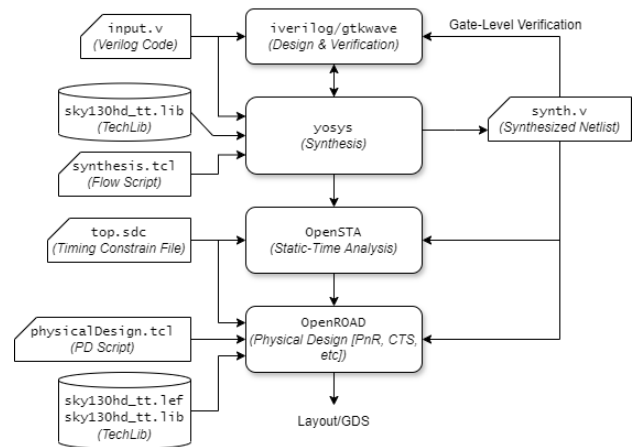 input.v
(Verilog Code)
iverilog/gtkwave
(Design & Verification)
Gate-Level Verification
sky130hd_tt.lib
(TechLib)
yosys
(Synthesis)
synth.v
(Synthesized Netlist)
synthesis.tcl
(Flow Script)
top.sdc
(Timing Constrain File)
OpenSTA
(Static-Time Analysis)
physicalDesign.tcl
(PD Script)
OpenROAD
(Physical Design [PnR, CTS,
etc])
sky130hd_tt.lef
sky130hd_tt.lib
(TechLib)
Layout/GDS